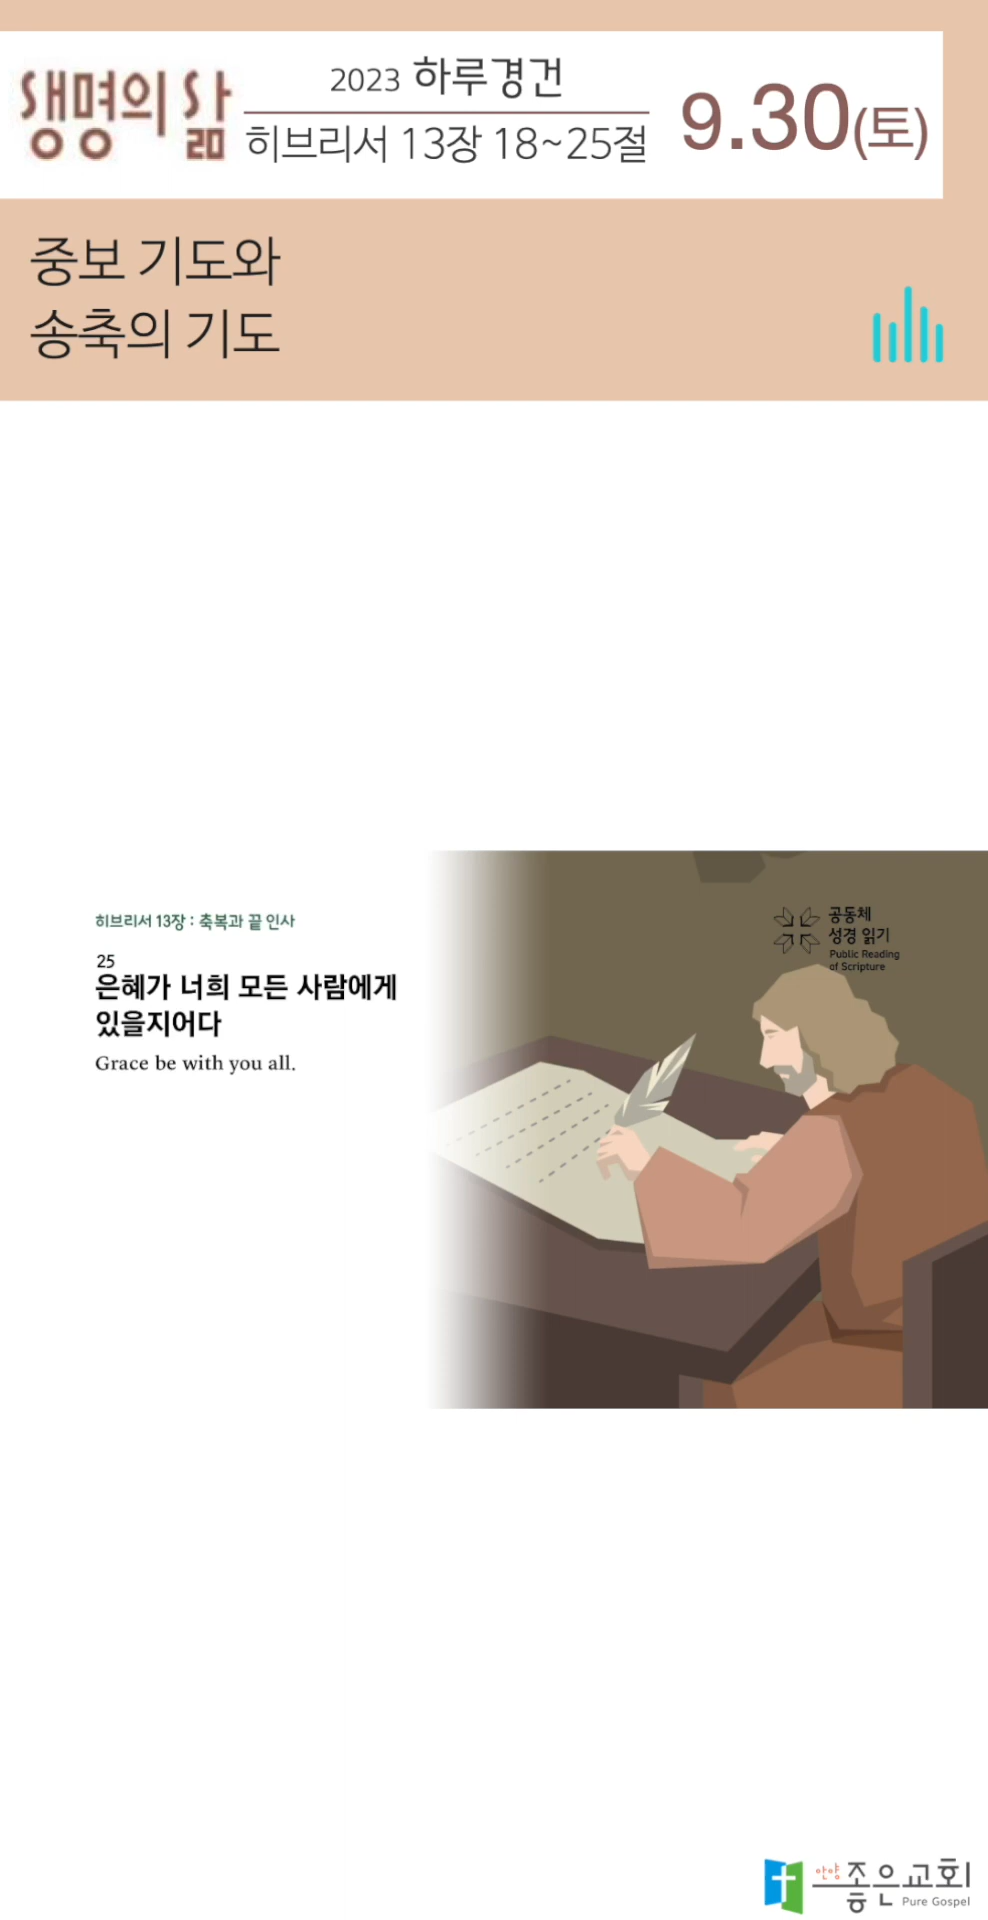 생명의 삶
2023 하루경건
히브리서 13장 18~25절
9.30(토)
중보 기도와
송축의 기도
히브리서 13장 : 축복과 끝 인사
25
은혜가 너희 모든 사람에게
있을지어다
Grace be with you all.
공동체
성경 읽기
Public Reading
of Scripture
안양 좋은교회
Pure Gospel